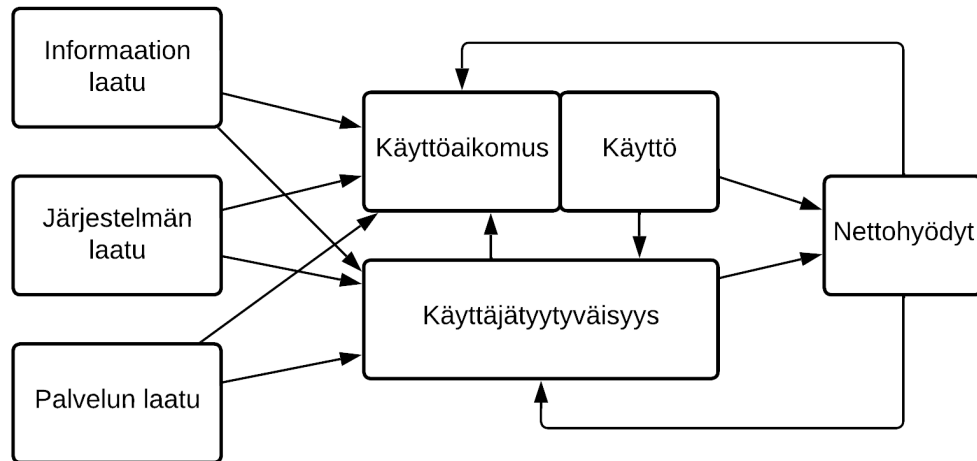 Informaation
laatu
Järjestelmän
laatu
Palvelun laatu
Käyttöaikomus
Käyttö
Käyttäjätyytyväisyys
Nettohyödyt